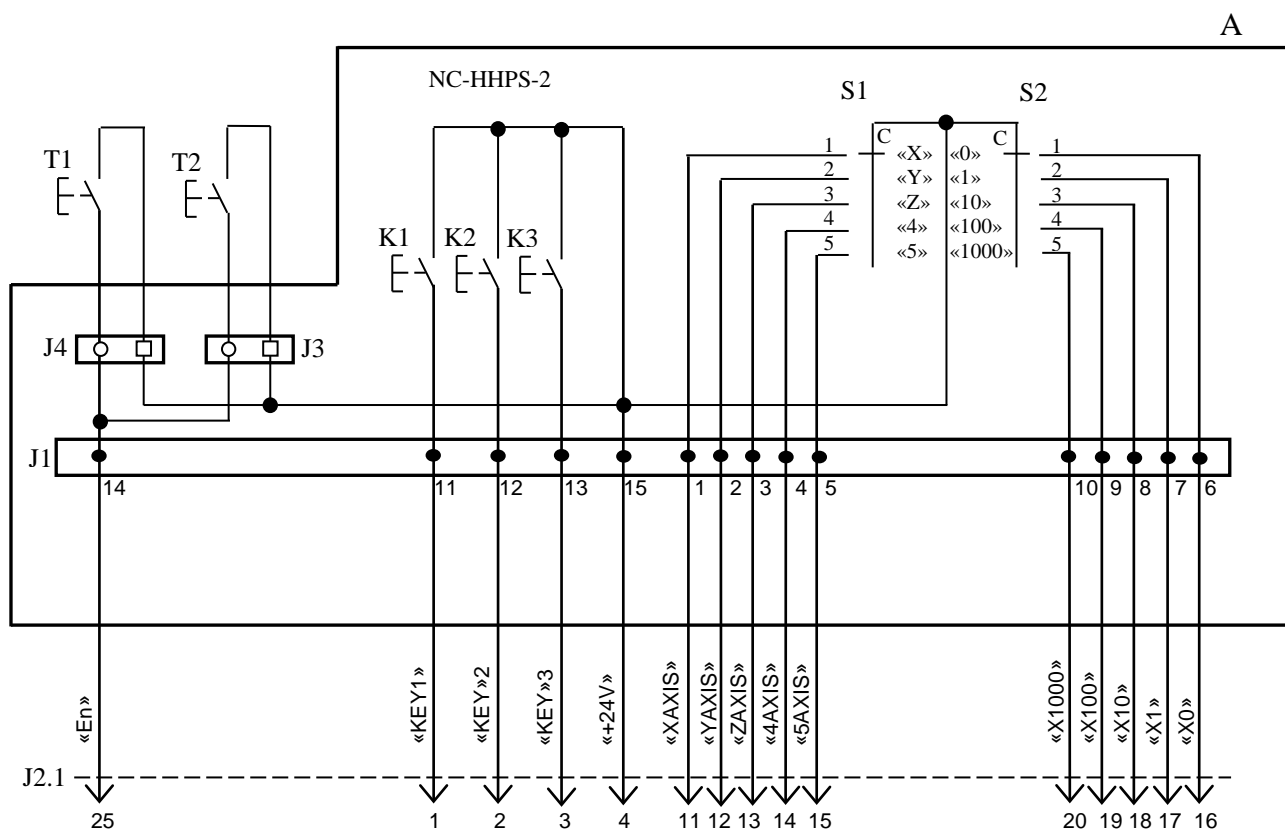 A
NC-HHPS-2
S1 S2
C C
1 «X» «0» 1
2 «Y» «1» 2
3 «Z» «10» 3
4 «4» «100» 4
5 «5» «1000» 5
T1 T2
K1 K2 K3
J4 J3
J1
14 11 12 13 15 1 2 3 4 5 10 9 8 7 6
«En» «KEY1» «KEY»2 «KEY»3 «+24V» «XAXIS» «YAXIS» «ZAXIS» «4AXIS» «5AXIS» «X1000» «X100» «X10» «X1» «X0»
J2.1
25 1 2 3 4 11 12 13 14 15 20 19 18 17 16